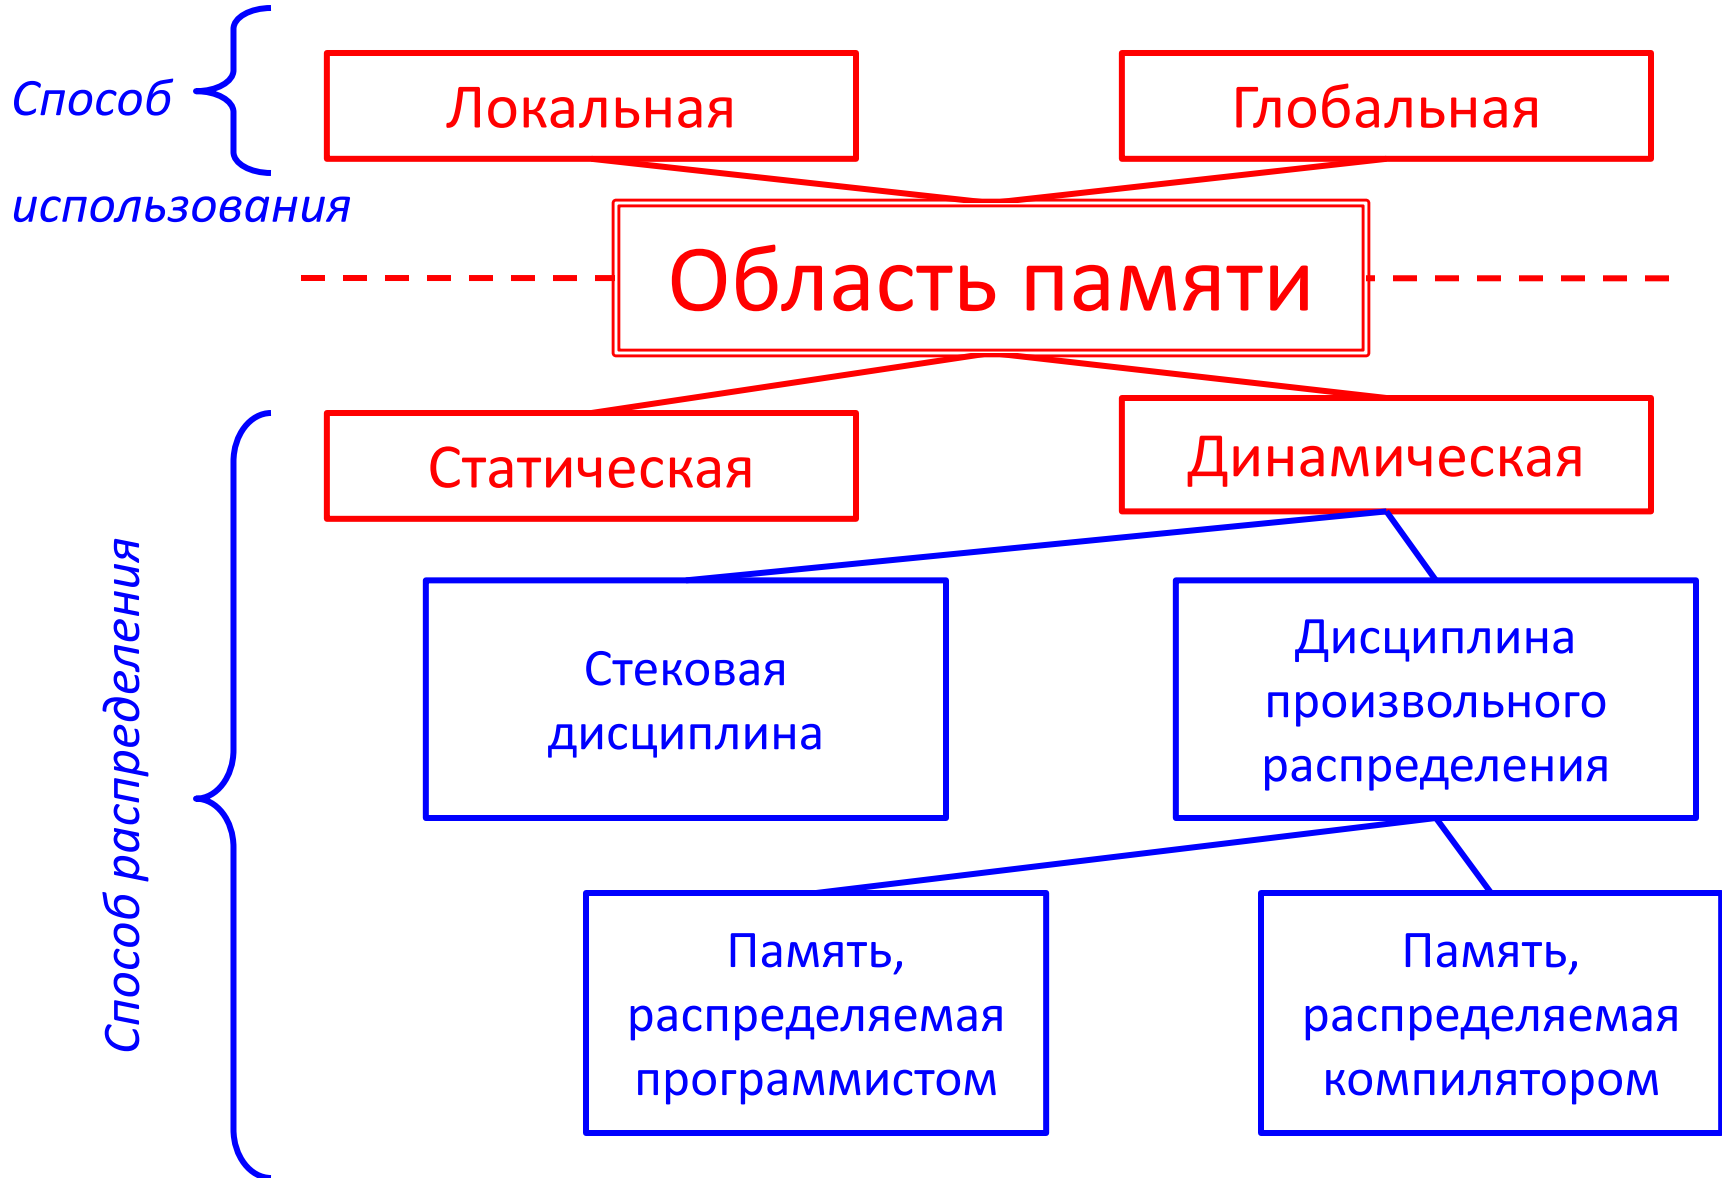 Способ
использования
Локальная
Глобальная
Область памяти
Способ распределения
Статическая
Динамическая
Стековая
дисциплина
Дисциплина
произвольного
распределения
Память,
распределяемая
программистом
Память,
распределяемая
компилятором